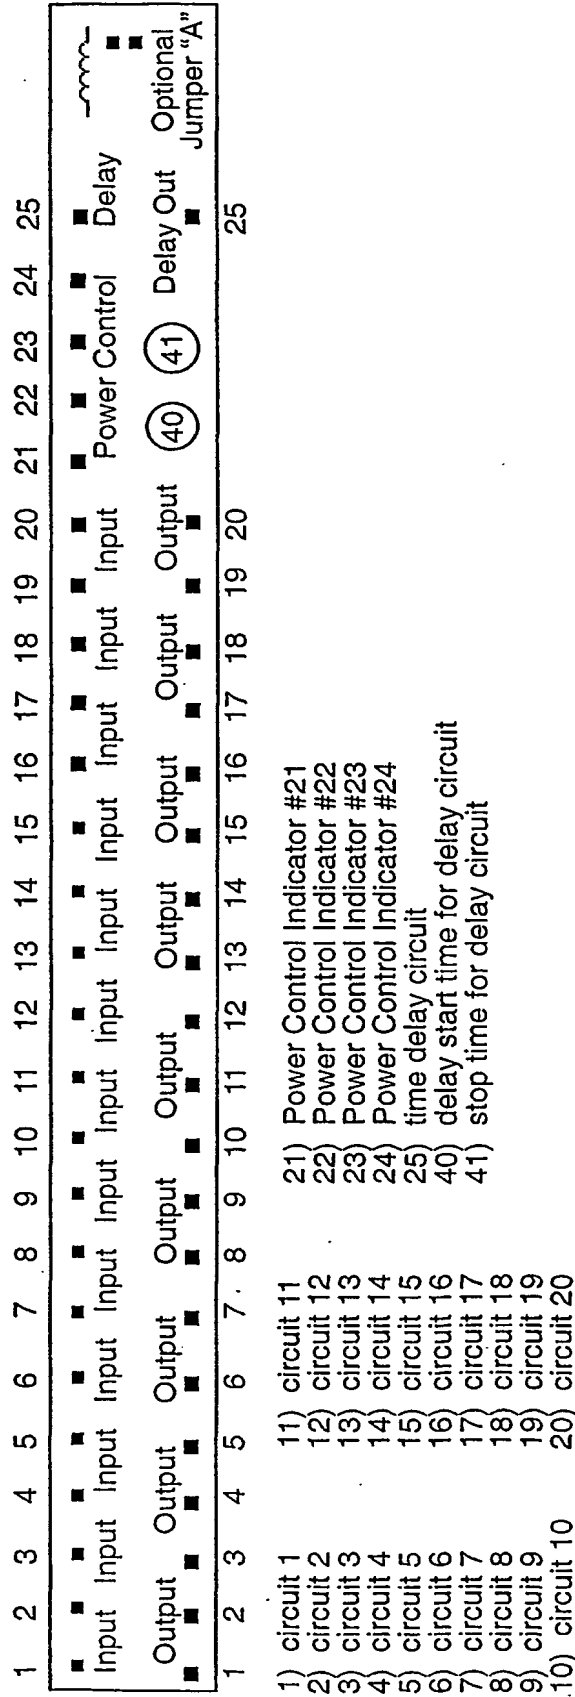 1 2 3 4 5 6 7 8 9 10 11 12 13 14 15 16 17 18 19 20 21 22 23 24 25
Input Input Input Input Input Input Input Input Input Input Input Input Input Power Control Delay
Output Output Output Output Output Output Output Output Output 40 41 Delay Out Optional
Jumper “A”
1 2 3 4 5 6 7 8 9 10 11 12 13 14 15 16 17 18 19 20 25
1) circuit 1
2) circuit 2
3) circuit 3
4) circuit 4
5) circuit 5
6) circuit 6
7) circuit 7
8) circuit 8
9) circuit 9
10) circuit 10
11) circuit 11
12) circuit 12
13) circuit 13
14) circuit 14
15) circuit 15
16) circuit 16
17) circuit 17
18) circuit 18
19) circuit 19
20) circuit 20
21) Power Control Indicator #21
22) Power Control Indicator #22
23) Power Control Indicator #23
24) Power Control Indicator #24
25) time delay circuit
40) delay start time for delay circuit
41) stop time for delay circuit